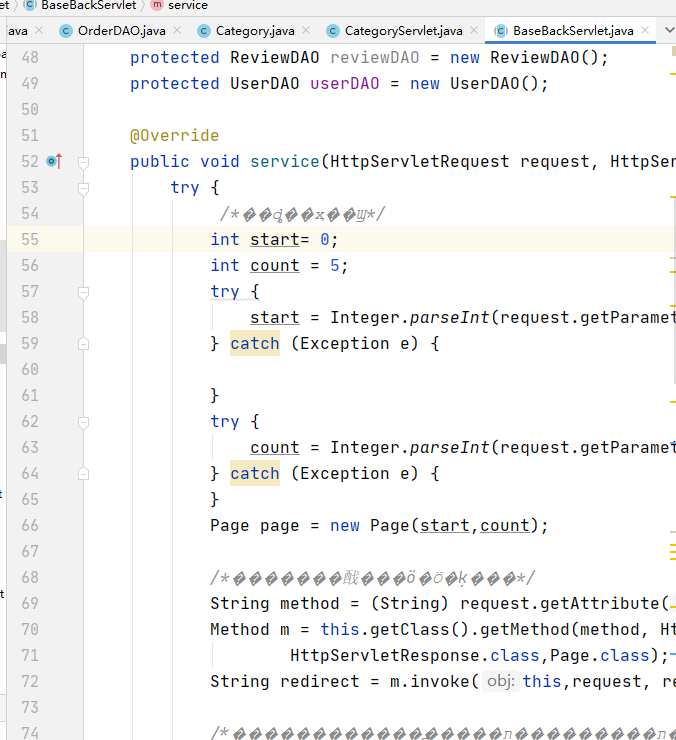 et BaseBackServlet service
ava OrderDAO.java Category.java CategoryServlet.java BaseBackServlet.java
48 protected ReviewDAO reviewDAO = new ReviewDAO();
49 protected UserDAO userDAO = new UserDAO();
50
51 @Override
52 public void service(HttpServletRequest request, HttpSer
53 try {
54 /* */
55 int start= 0;
56 int count = 5;
57 try {
58 start = Integer.parseInt(request.getParamet
59 } catch (Exception e) {
60
61 }
62 try {
63 count = Integer.parseInt(request.getParamet
64 } catch (Exception e) {
65 }
66 Page page = new Page(start,count);
67
68 /* */
69 String method = (String) request.getAttribute(
70 Method m = this.getClass().getMethod(method, Ht
71 HttpServletResponse.class,Page.class);
72 String redirect = m.invoke( obj: this,request, re
73
74 /*